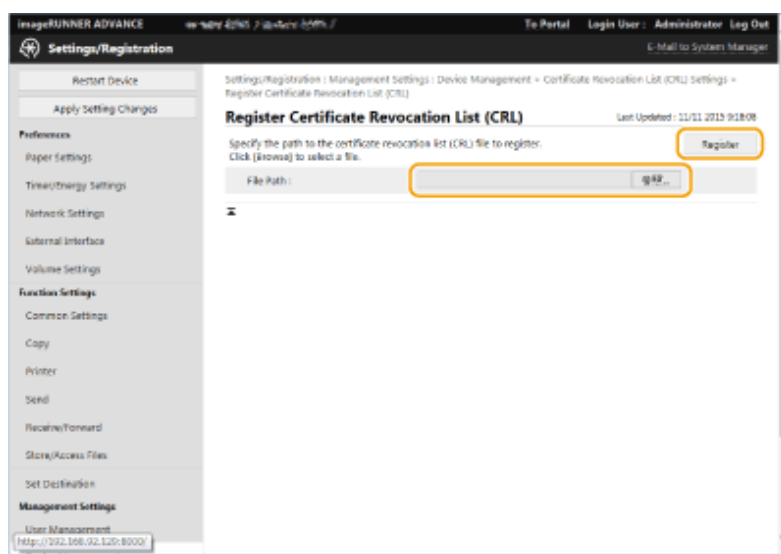 imageRUNNER ADVANCE To Portal Login User : Administrator Log Out
Settings/Registration E-Mail to System Manager
Restart Device
Apply Setting Changes
Settings/Registration : Management Settings : Device Management > Certificate Revocation List (CRL) Settings >
Register Certificate Revocation List (CRL)
Register Certificate Revocation List (CRL) Last Updated : 11/11 2015 9:18:08
Specify the path to the certificate revocation list (CRL) file to register.
Click [Browse] to select a file.
Register
File Path :
Preferences
Paper Settings
Timer/Energy Settings
Network Settings
External Interface
Volume Settings
Function Settings
Common Settings
Copy
Printer
Send
Receive/Forward
Store/Access Files
Set Destination
Management Settings
User Management
http://192.168.92.129:8000/